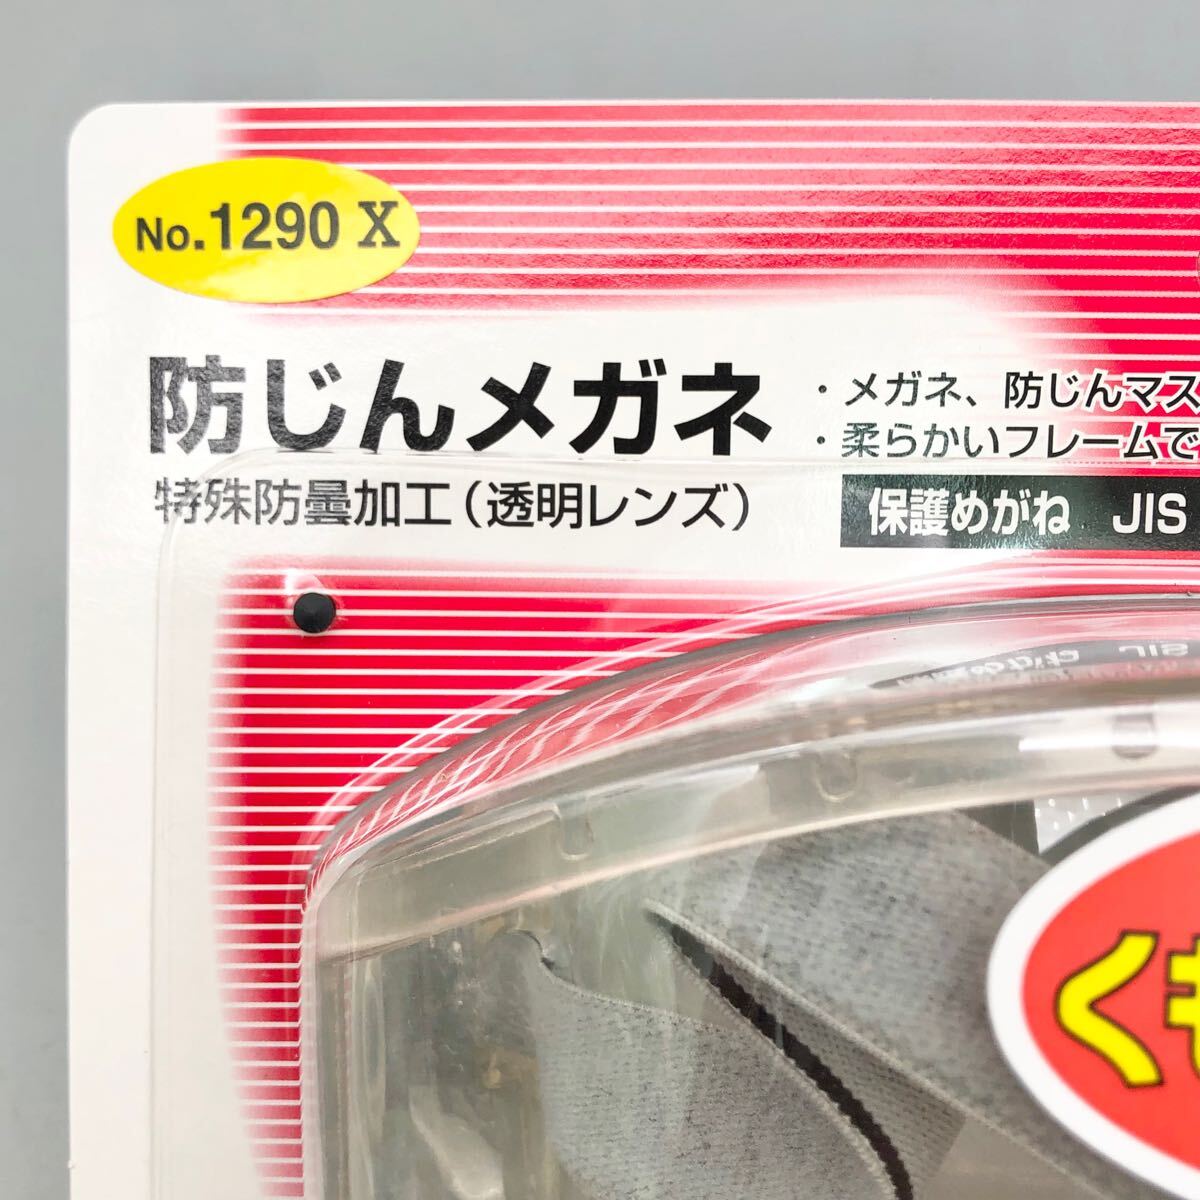 No.1290 X
防じんメガネ
特殊防曇加工（透明レンズ）
・メガネ、防じんマス
・柔らかいフレームで
保護めがね JIS
くも